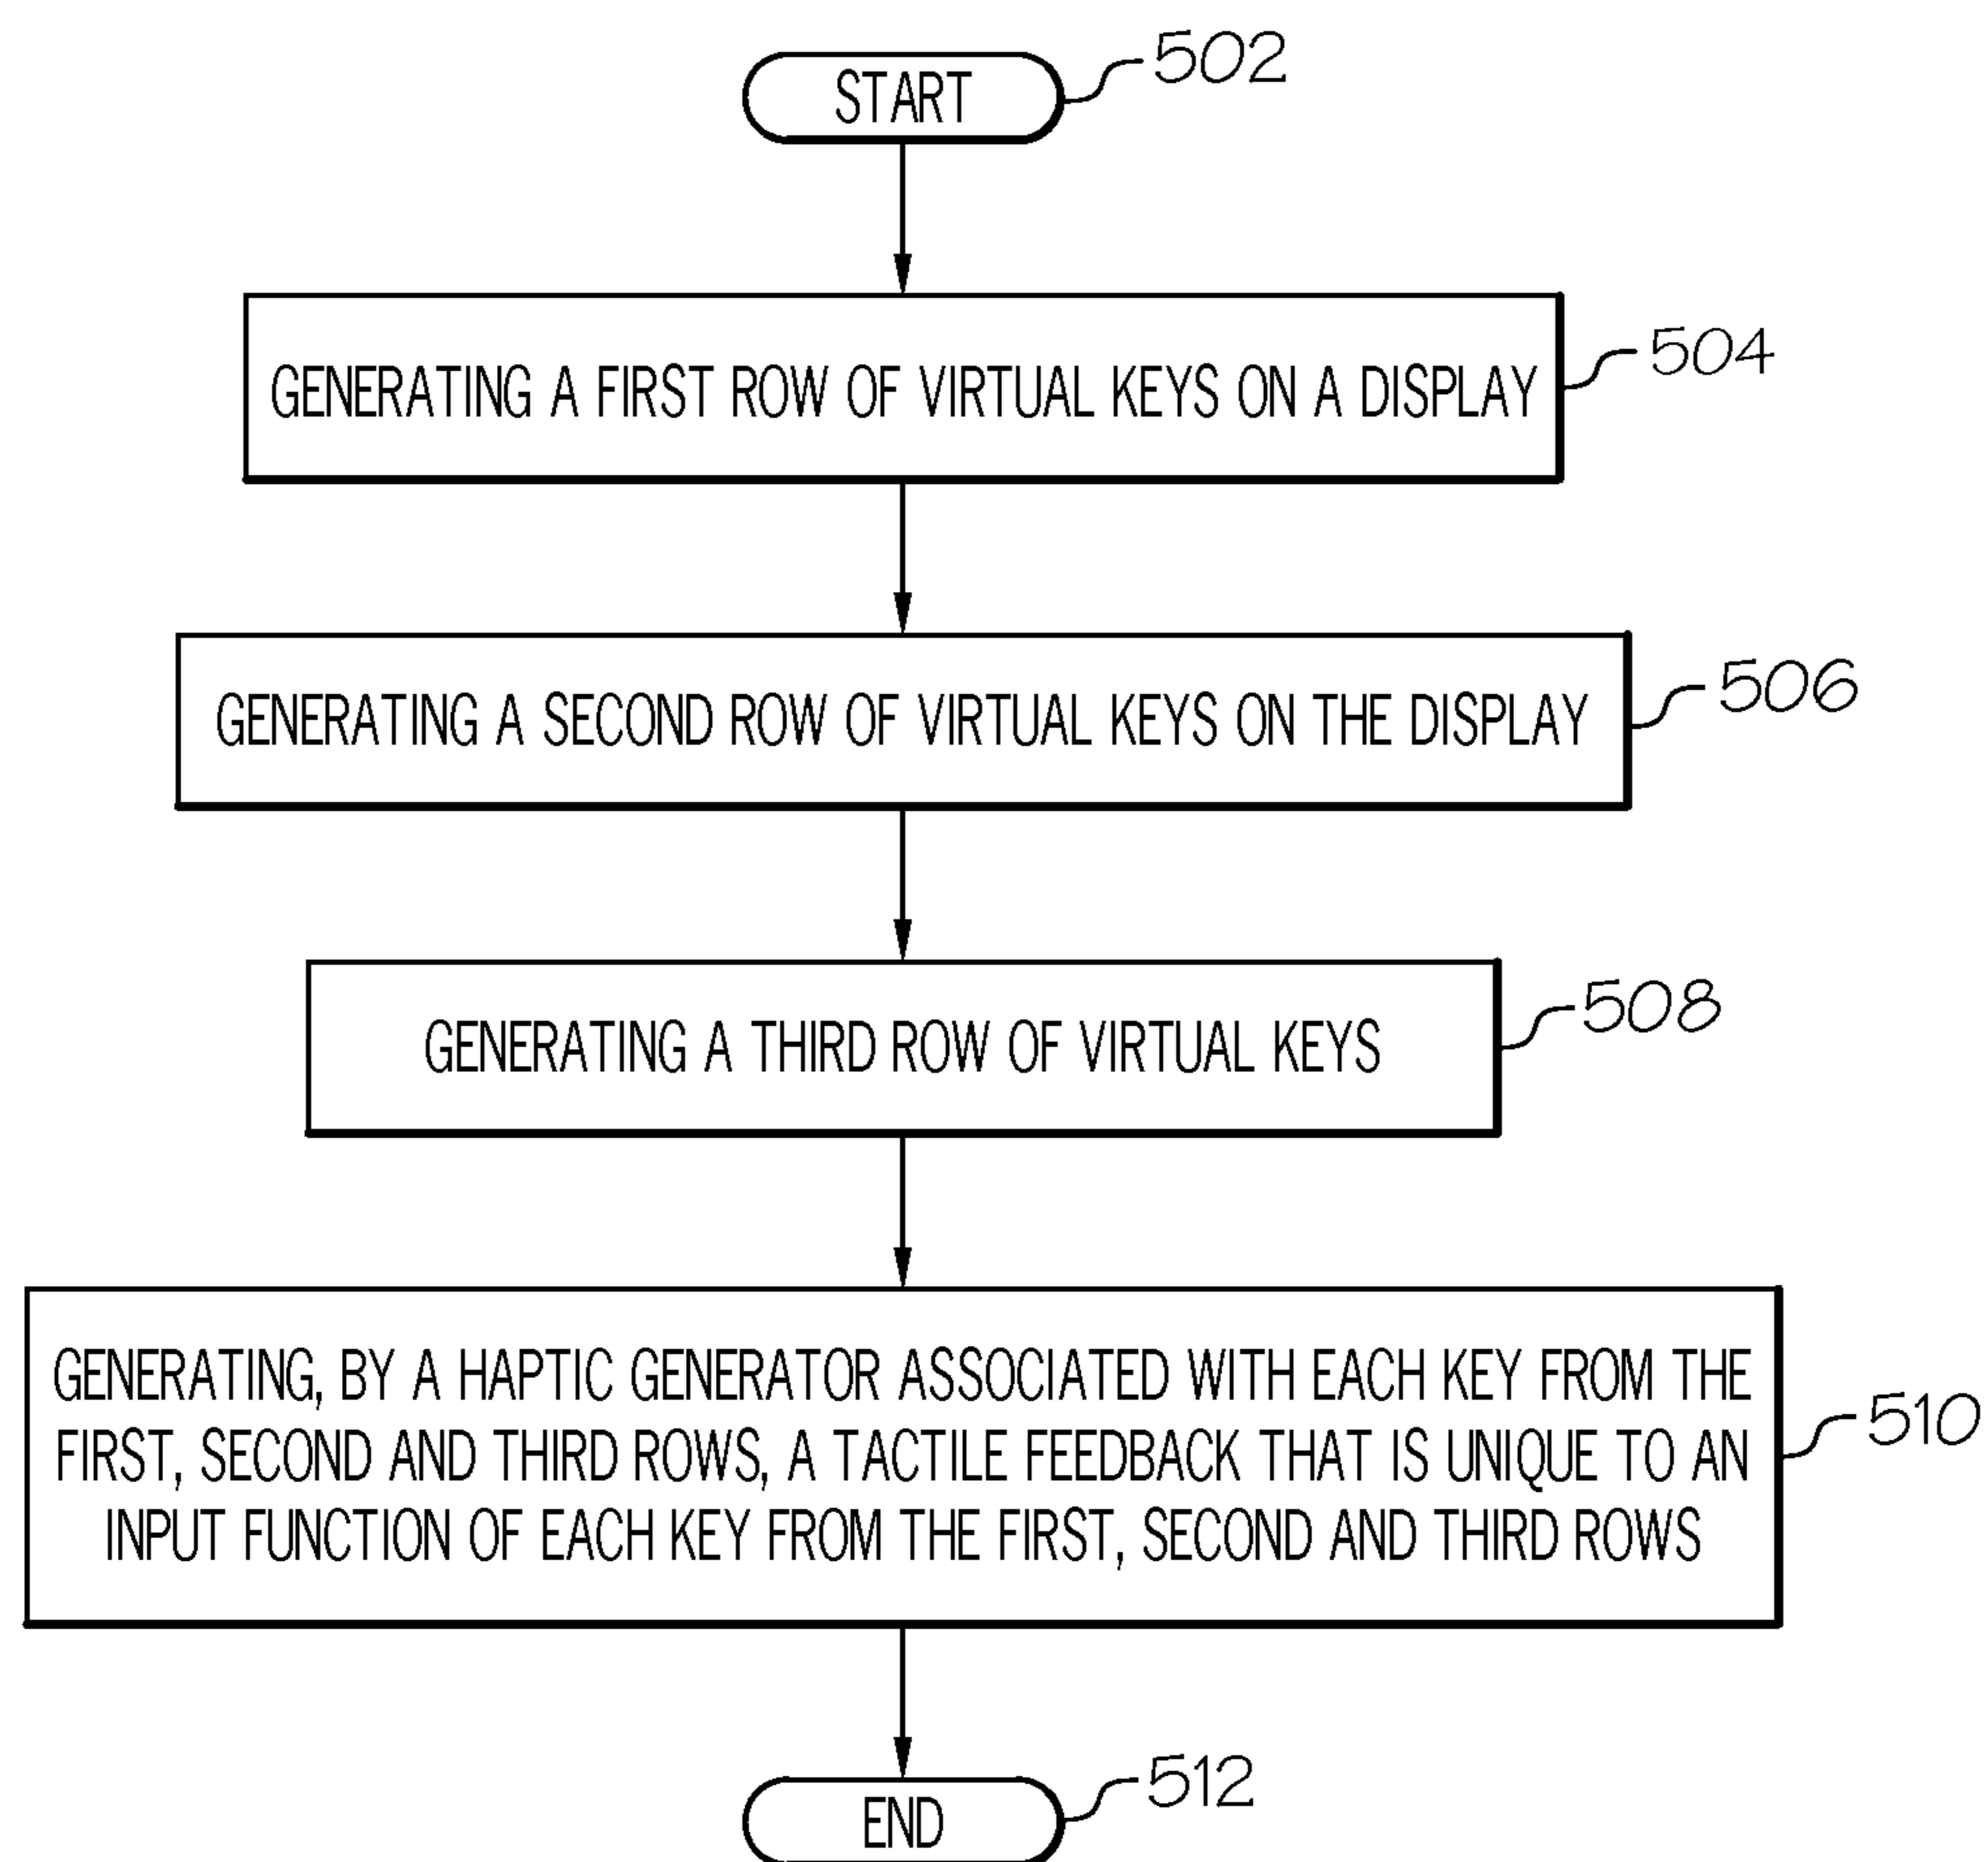 START
502
GENERATING A FIRST ROW OF VIRTUAL KEYS ON A DISPLAY
504
GENERATING A SECOND ROW OF VIRTUAL KEYS ON THE DISPLAY
506
GENERATING A THIRD ROW OF VIRTUAL KEYS
508
GENERATING, BY A HAPTIC GENERATOR ASSOCIATED WITH EACH KEY FROM THE
FIRST, SECOND AND THIRD ROWS, A TACTILE FEEDBACK THAT IS UNIQUE TO AN
INPUT FUNCTION OF EACH KEY FROM THE FIRST, SECOND AND THIRD ROWS
510
END
512